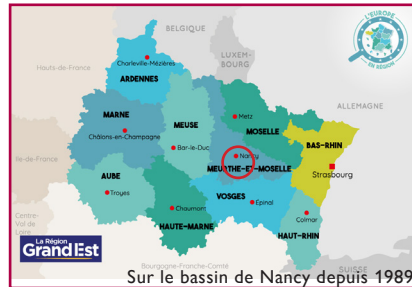 L'EUROPE
EN RÉGION
BELGIQUE
LUXEM-
BOURG
Hauts-de-France
Charleville-Mézières
ARDENNES
ALLEMAGNE
MARNE
Châlons-en-Champagne
MEUSE
Metz
MOSELLE
Bar-le-Duc
Nancy
BAS-RHIN
MEURTHE-ET-MOSELLE
Strasbourg
Ile-de-France
AUBE
Troyes
VOSGES
Épinal
Chaumont
Colmar
HAUTE-MARNE
HAUT-RHIN
Centre-
Val de
Loire
La Région
GrandEst
Bourgogne-Franche-Comté
SUISSE
Sur le bassin de Nancy depuis 1989